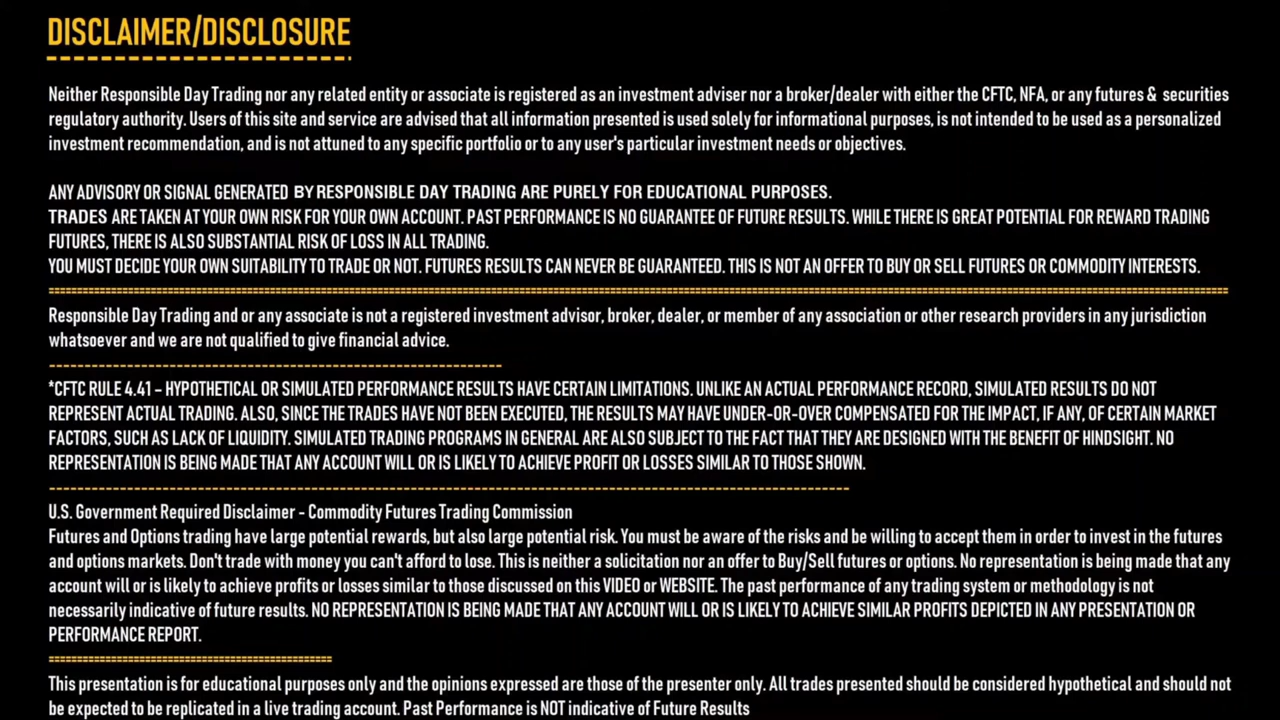 DISCLAIMER/DISCLOSURE
Neither Responsible Day Trading nor any related entity or associate is registered as an investment adviser nor a broker/dealer with either the CFTC, NFA, or any futures & securities
regulatory authority. Users of this site and service are advised that all information presented is used solely for informational purposes, is not intended to be used as a personalized
investment recommendation, and is not attuned to any specific portfolio or to any user's particular investment needs or objectives.
ANY ADVISORY OR SIGNAL GENERATED BY RESPONSIBLE DAY TRADING ARE PURELY FOR EDUCATIONAL PURPOSES.
TRADES ARE TAKEN AT YOUR OWN RISK FOR YOUR OWN ACCOUNT. PAST PERFORMANCE IS NO GUARANTEE OF FUTURE RESULTS. WHILE THERE IS GREAT POTENTIAL FOR REWARD TRADING
FUTURES, THERE IS ALSO SUBSTANTIAL RISK OF LOSS IN ALL TRADING.
YOU MUST DECIDE YOUR OWN SUITABILITY TO TRADE OR NOT. FUTURES RESULTS CAN NEVER BE GUARANTEED. THIS IS NOT AN OFFER TO BUY OR SELL FUTURES OR COMMODITY INTERESTS.
Responsible Day Trading and or any associate is not a registered investment advisor, broker, dealer, or member of any association or other research providers in any jurisdiction
whatsoever and we are not qualified to give financial advice.
*CFTC RULE 4.41 – HYPOTHETICAL OR SIMULATED PERFORMANCE RESULTS HAVE CERTAIN LIMITATIONS. UNLIKE AN ACTUAL PERFORMANCE RECORD, SIMULATED RESULTS DO NOT
REPRESENT ACTUAL TRADING. ALSO, SINCE THE TRADES HAVE NOT BEEN EXECUTED, THE RESULTS MAY HAVE UNDER-OR-OVER COMPENSATED FOR THE IMPACT, IF ANY, OF CERTAIN MARKET
FACTORS, SUCH AS LACK OF LIQUIDITY. SIMULATED TRADING PROGRAMS IN GENERAL ARE ALSO SUBJECT TO THE FACT THAT THEY ARE DESIGNED WITH THE BENEFIT OF HINDSIGHT. NO
REPRESENTATION IS BEING MADE THAT ANY ACCOUNT WILL OR IS LIKELY TO ACHIEVE PROFIT OR LOSSES SIMILAR TO THOSE SHOWN.
U.S. Government Required Disclaimer - Commodity Futures Trading Commission
Futures and Options trading have large potential rewards, but also large potential risk. You must be aware of the risks and be willing to accept them in order to invest in the futures
and options markets. Don't trade with money you can't afford to lose. This is neither a solicitation nor an offer to Buy/Sell futures or options. No representation is being made that any
account will or is likely to achieve profits or losses similar to those discussed on this VIDEO or WEBSITE. The past performance of any trading system or methodology is not
necessarily indicative of future results. NO REPRESENTATION IS BEING MADE THAT ANY ACCOUNT WILL OR IS LIKELY TO ACHIEVE SIMILAR PROFITS DEPICTED IN ANY PRESENTATION OR
PERFORMANCE REPORT.
This presentation is for educational purposes only and the opinions expressed are those of the presenter only. All trades presented should be considered hypothetical and should not
be expected to be replicated in a live trading account. Past Performance is NOT indicative of Future Results